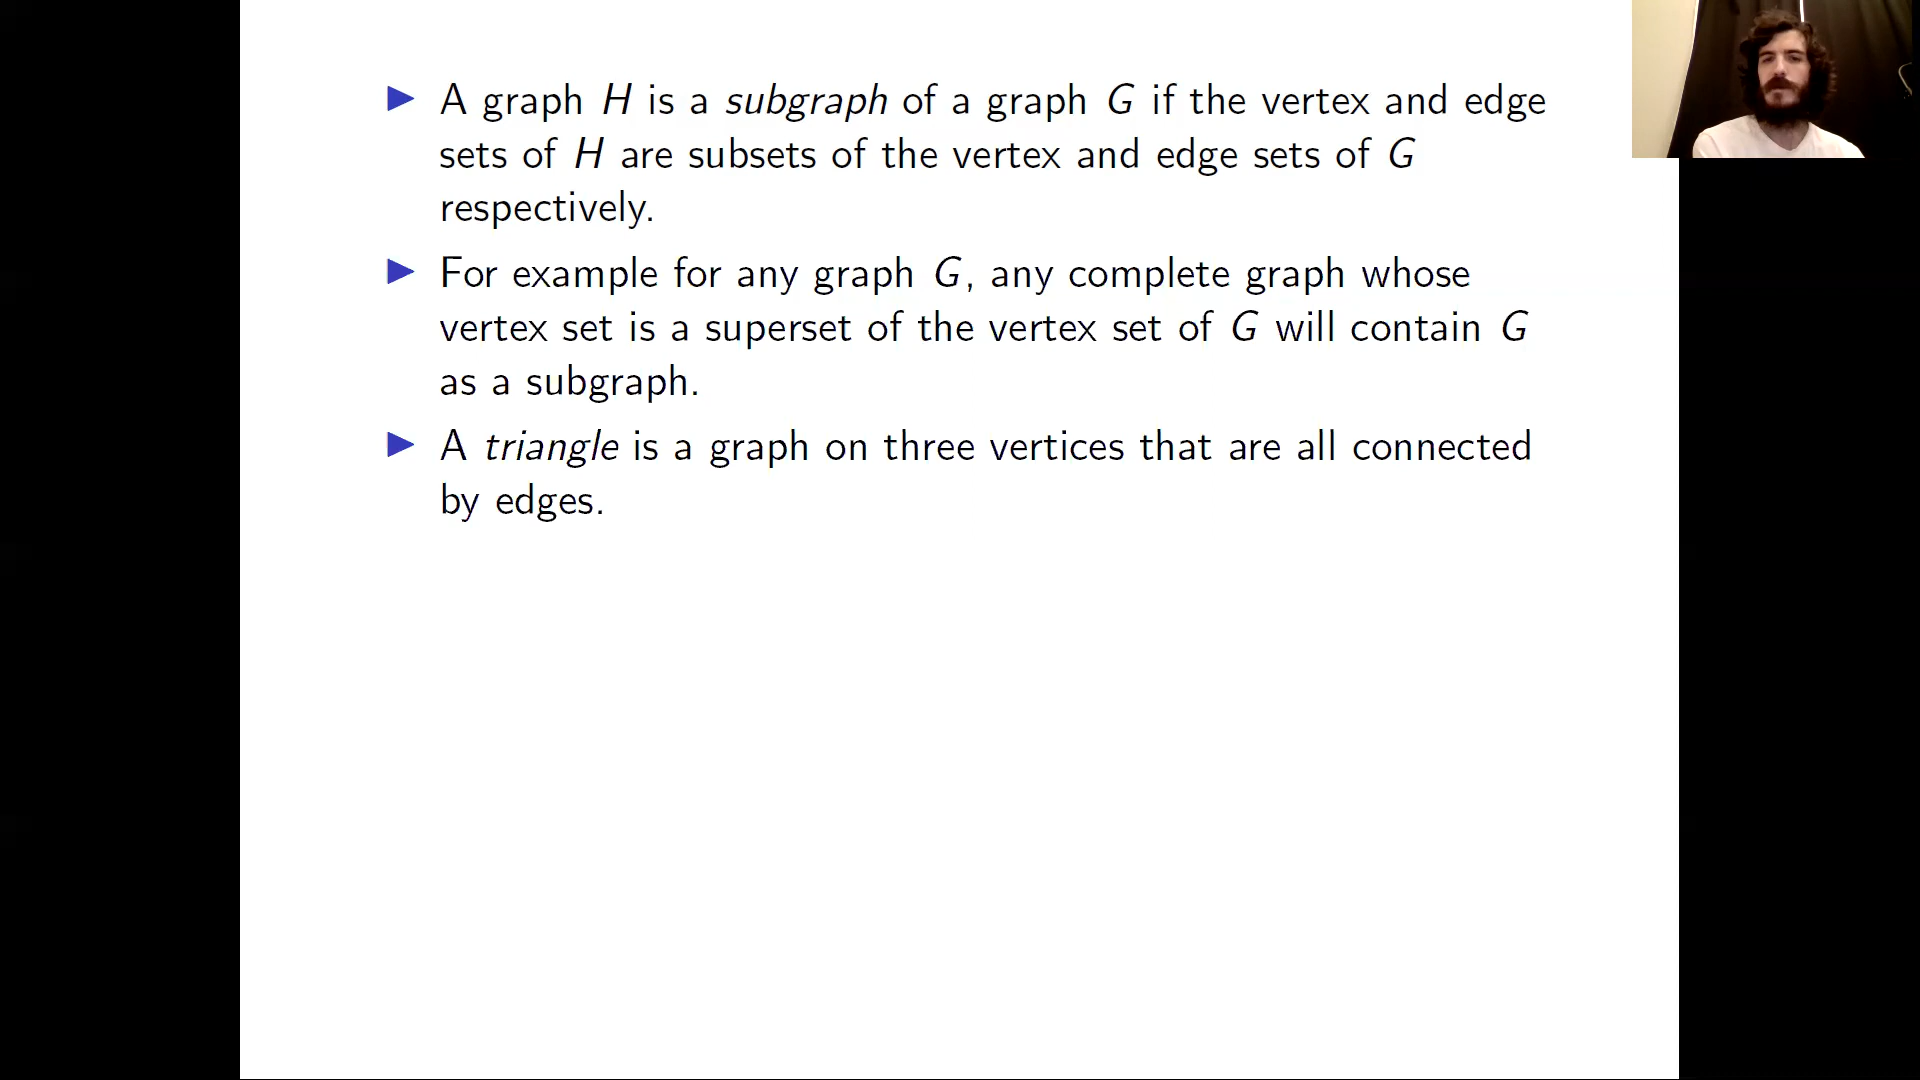 A graph H is a subgraph of a graph G if the vertex and edge
sets of H are subsets of the vertex and edge sets of G
respectively.
For example for any graph G, any complete graph whose
vertex set is a superset of the vertex set of G will contain G
as a subgraph.
A triangle is a graph on three vertices that are all connected
by edges.